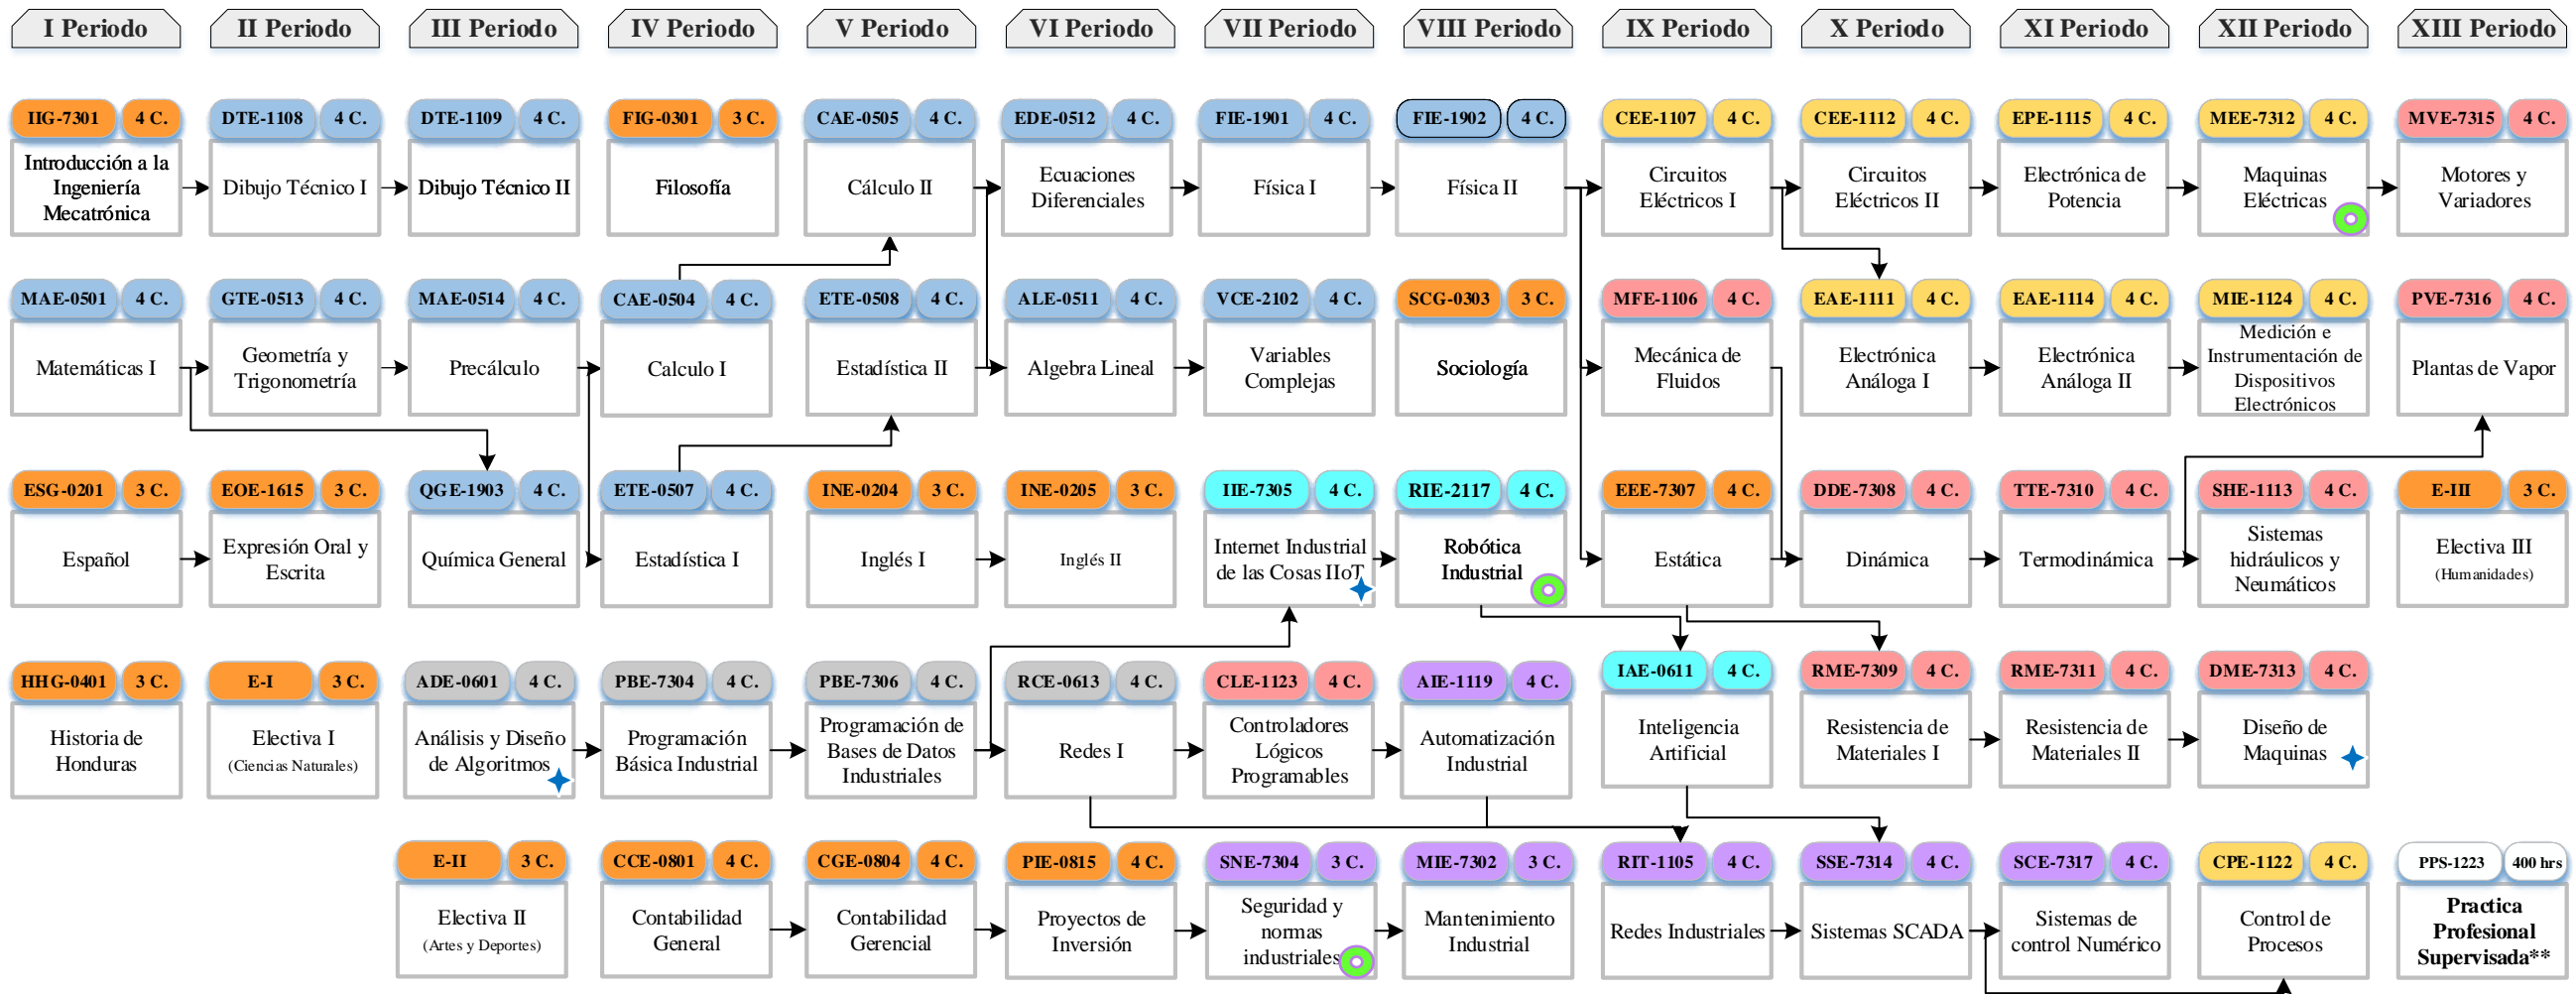 I Periodo
II Periodo
III Periodo
IV Periodo
V Periodo
VI Periodo
VII Periodo
VIII Periodo
IX Periodo
X Periodo
XI Periodo
XII Periodo
XIII Periodo
IIG-7301 4 C.
Introducción a la
Ingeniería
Mecatrónica
DTE-1108 4 C.
Dibujo Técnico I
DTE-1109 4 C.
Dibujo Técnico II
FIG-0301 3 C.
Filosofía
CAE-0505 4 C.
Cálculo II
EDE-0512 4 C.
Ecuaciones
Diferenciales
FIE-1901 4 C.
Física I
FIE-1902 4 C.
Física II
CEE-1107 4 C.
Circuitos
Eléctricos I
CEE-1112 4 C.
Circuitos
Eléctricos II
EPE-1115 4 C.
Electrónica de
Potencia
MEE-7312 4 C.
Maquinas
Eléctricas
MVE-7315 4 C.
Motores y
Variadores
MAE-0501 4 C.
Matemáticas I
GTE-0513 4 C.
Geometría y
Trigonometría
MAE-0514 4 C.
Precálculo
CAE-0504 4 C.
Calculo I
ETE-0508 4 C.
Estadística II
ALE-0511 4 C.
Algebra Lineal
VCE-2102 4 C.
Variables
Complejas
SCG-0303 3 C.
Sociología
MFE-1106 4 C.
Mecánica de
Fluidos
EAE-1111 4 C.
Electrónica
Análoga I
EAE-1114 4 C.
Electrónica
Análoga II
MIE-1124 4 C.
Medición e
Instrumentación de
Dispositivos
Electrónicos
PVE-7316 4 C.
Plantas de Vapor
ESG-0201 3 C.
Español
EOE-1615 3 C.
Expresión Oral y
Escrita
QGE-1903 4 C.
Química General
ETE-0507 4 C.
Estadística I
INE-0204 3 C.
Inglés I
INE-0205 3 C.
Inglés II
IIE-7305 4 C.
Internet Industrial
de las Cosas IIoT
RIE-2117 4 C.
Robótica
Industrial
EEE-7307 4 C.
Estática
DDE-7308 4 C.
Dinámica
TTE-7310 4 C.
Termodinámica
SHE-1113 4 C.
Sistemas
hidráulicos y
Neumáticos
E-III 3 C.
Electiva III
(Humanidades)
HHG-0401 3 C.
Historia de
Honduras
E-I 3 C.
Electiva I
(Ciencias Naturales)
ADE-0601 4 C.
Análisis y Diseño
de Algoritmos
PBE-7304 4 C.
Programación
Básica Industrial
PBE-7306 4 C.
Programación de
Bases de Datos
Industriales
RCE-0613 4 C.
Redes I
CLE-1123 4 C.
Controladores
Lógicos
Programables
AIE-1119 4 C.
Automatización
Industrial
IAE-0611 4 C.
Inteligencia
Artificial
RME-7309 4 C.
Resistencia de
Materiales I
RME-7311 4 C.
Resistencia de
Materiales II
DME-7313 4 C.
Diseño de
Maquinas
E-II 3 C.
Electiva II
(Artes y Deportes)
CCE-0801 4 C.
Contabilidad
General
CGE-0804 4 C.
Contabilidad
Gerencial
PIE-0815 4 C.
Proyectos de
Inversión
SNE-7304 3 C.
Seguridad y
normas
industriales
MIE-7302 3 C.
Mantenimiento
Industrial
RIT-1105 4 C.
Redes Industriales
SSE-7314 4 C.
Sistemas SCADA
SCE-7317 4 C.
Sistemas de
control Numérico
CPE-1122 4 C.
Control de
Procesos
PPS-1223 400 hrs
Practica
Profesional
Supervisada**